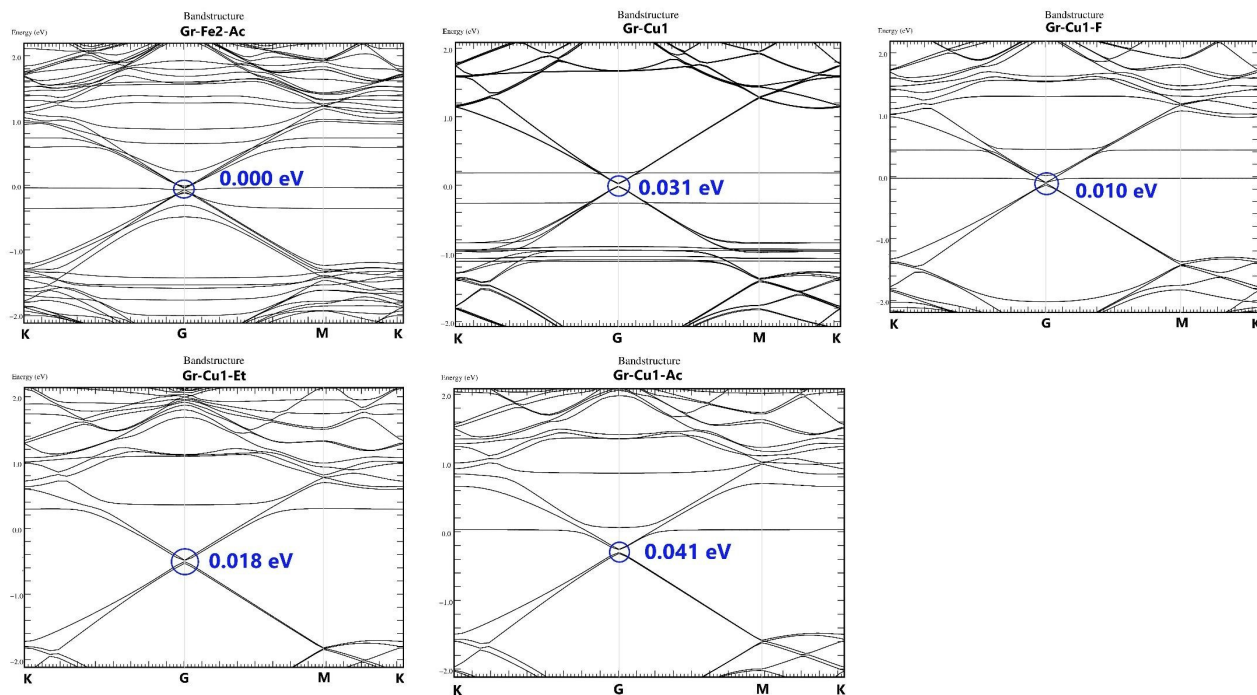 Bandstructure
Energy (eV)
Gr-Fe2-Ac
2.0
1.0
0.0
0.000 eV
−1.0
−2.0
K G M K
Bandstructure
Energy (eV)
Gr-Cu1
2.0
1.0
0.0
0.031 eV
−1.0
−2.0
K G M K
Bandstructure
Energy (eV)
Gr-Cu1-F
2.0
1.0
0.0
0.010 eV
−1.0
−2.0
K G M K
Bandstructure
Energy (eV)
Gr-Cu1-Et
2.0
1.0
0.0
0.018 eV
−1.0
−2.0
K G M K
Bandstructure
Energy (eV)
Gr-Cu1-Ac
2.0
1.0
0.0
0.041 eV
−1.0
−2.0
K G M K